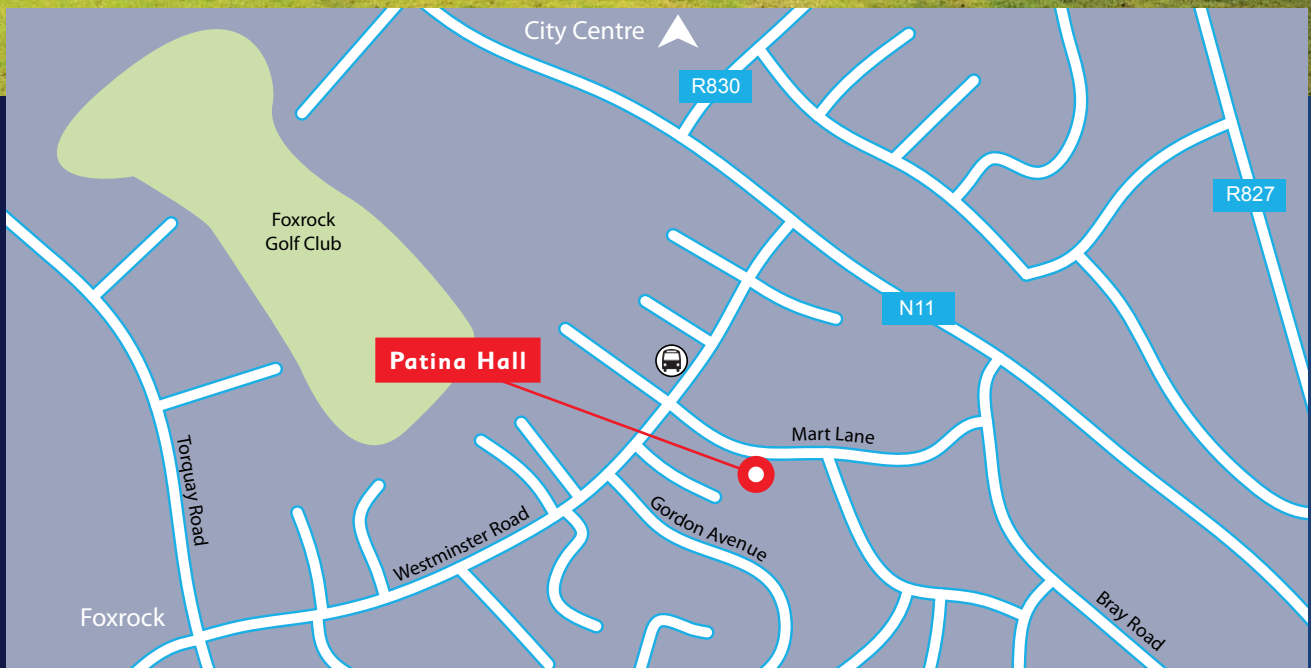 City Centre
R830
R827
Foxrock
Golf Club
N11
Patina Hall
Mart Lane
Torquay Road
Gordon Avenue
Westminster Road
Bray Road
Foxrock